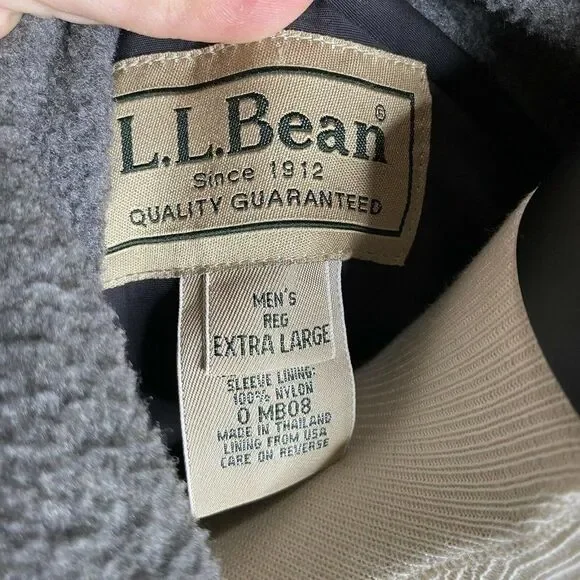 L.L.Bean®
Since 1912
QUALITY GUARANTEED
MEN'S
REG
EXTRA LARGE
SLEEVE LINING:
100% NYLON
0 MB08
MADE IN THAILAND
LINING FROM USA
CARE ON REVERSE